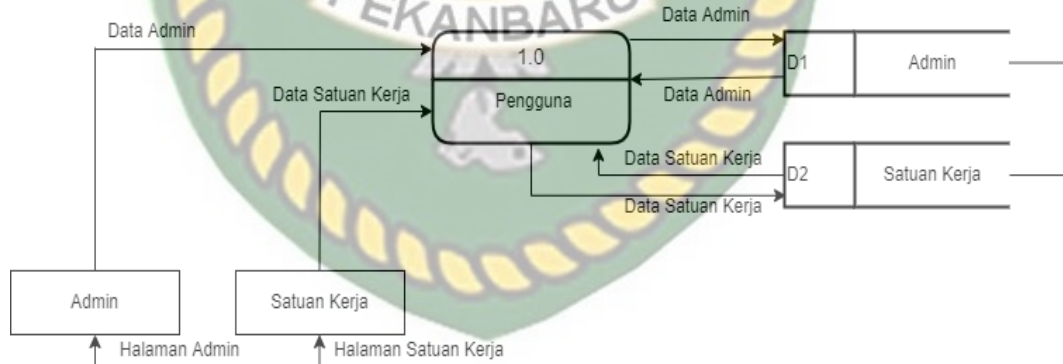 PEKANBARU
Data Admin
Data Admin
1.0
D1
Admin
Data Satuan Kerja
Pengguna
Data Admin
Data Satuan Kerja
D2
Satuan Kerja
Data Satuan Kerja
Admin
Satuan Kerja
Halaman Admin
Halaman Satuan Kerja